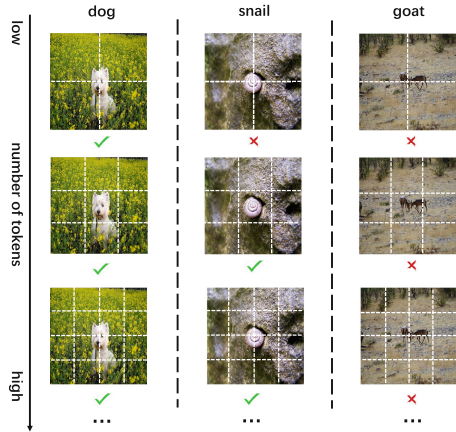 dog
snail
goat
low
number of tokens
high
...
...
...